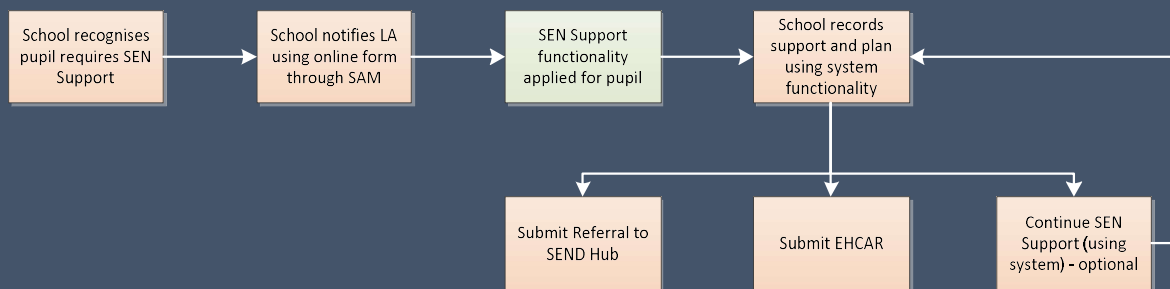 School recognises
pupil requires SEN
Support
School notifies LA
using online form
through SAM
SEN Support
functionality
applied for pupil
School records
support and plan
using system
functionality
Submit Referral to
SEND Hub
Submit EHCAR
Continue SEN
Support (using
system) - optional